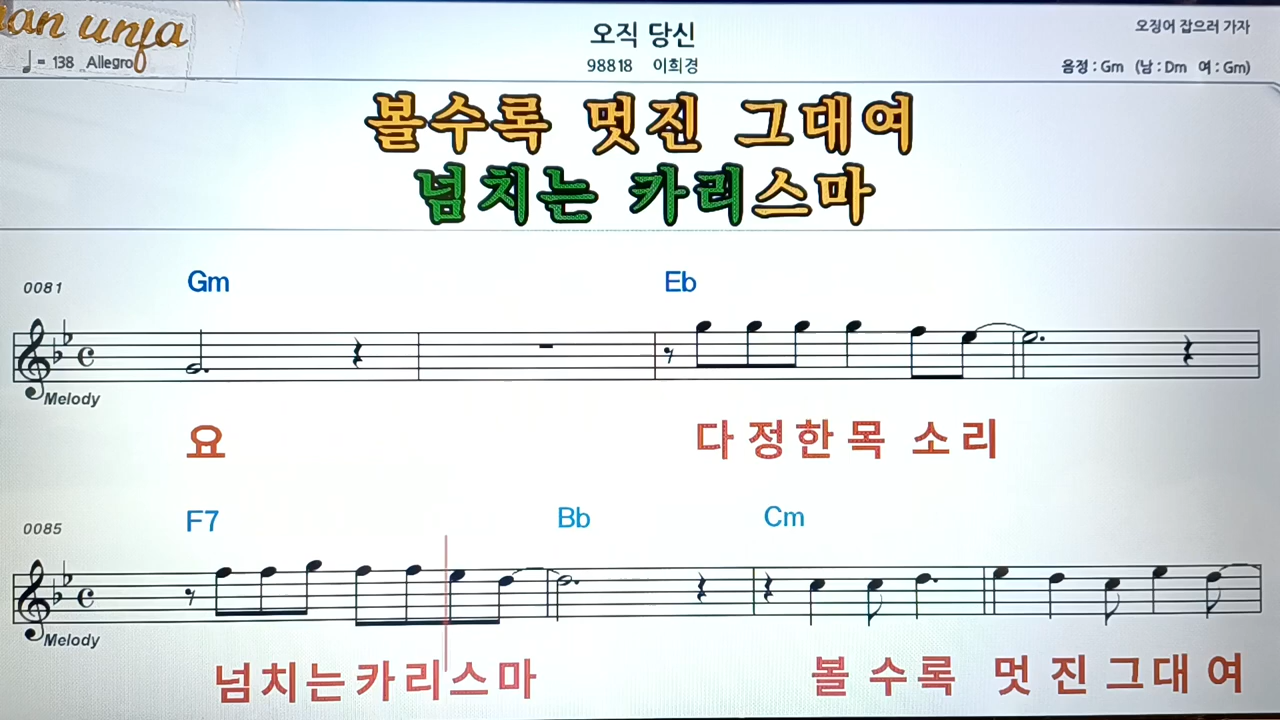 an unja
오직 당신
오징어 잡으러 가자
♩= 138 Allegro
98818 이희경
음정 : Gm (남 : Dm 여 : Gm)
볼수록 멋진 그대여
넘치는 카리스마
0081
Gm Eb
Melody
요 다 정 한 목 소 리
0085
F7 Bb Cm
Melody
넘 치 는 카 리 스 마 볼 수 록 멋 진 그 대 여